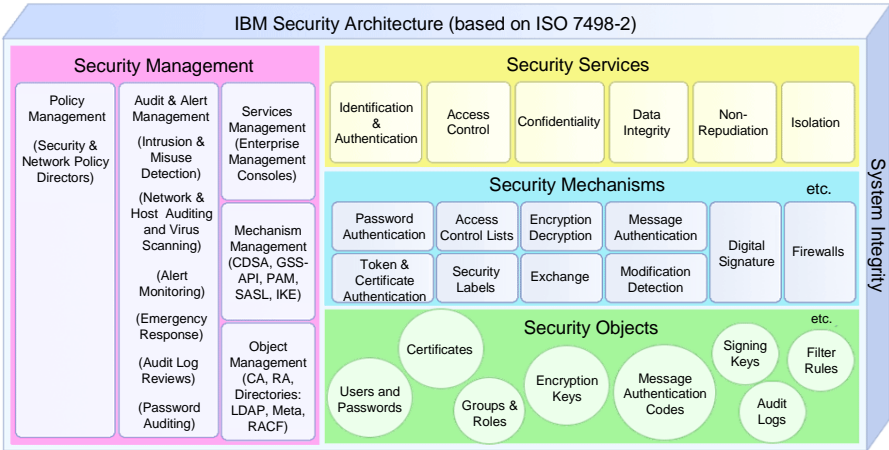 IBM Security Architecture (based on ISO 7498-2)
Security Management
Policy
Management
(Security &
Network Policy
Directors)
Audit & Alert
Management
(Intrusion &
Misuse
Detection)
(Network &
Host Auditing
and Virus
Scanning)
(Alert
Monitoring)
(Emergency
Response)
(Audit Log
Reviews)
(Password
Auditing)
Services
Management
(Enterprise
Management
Consoles)
Mechanism
Management
(CDSA, GSS-
API, PAM,
SASL, IKE)
Object
Management
(CA, RA,
Directories:
LDAP, Meta,
RACF)
Security Services
Identification
&
Authentication
Access
Control
Confidentiality
Data
Integrity
Non-
Repudiation
Isolation
Security Mechanisms
etc.
Password
Authentication
Access
Control Lists
Encryption
Decryption
Message
Authentication
Digital
Signature
Firewalls
Token &
Certificate
Authentication
Security
Labels
Exchange
Modification
Detection
Security Objects
etc.
Users and
Passwords
Certificates
Groups &
Roles
Encryption
Keys
Message
Authentication
Codes
Signing
Keys
Audit
Logs
Filter
Rules
System Integrity